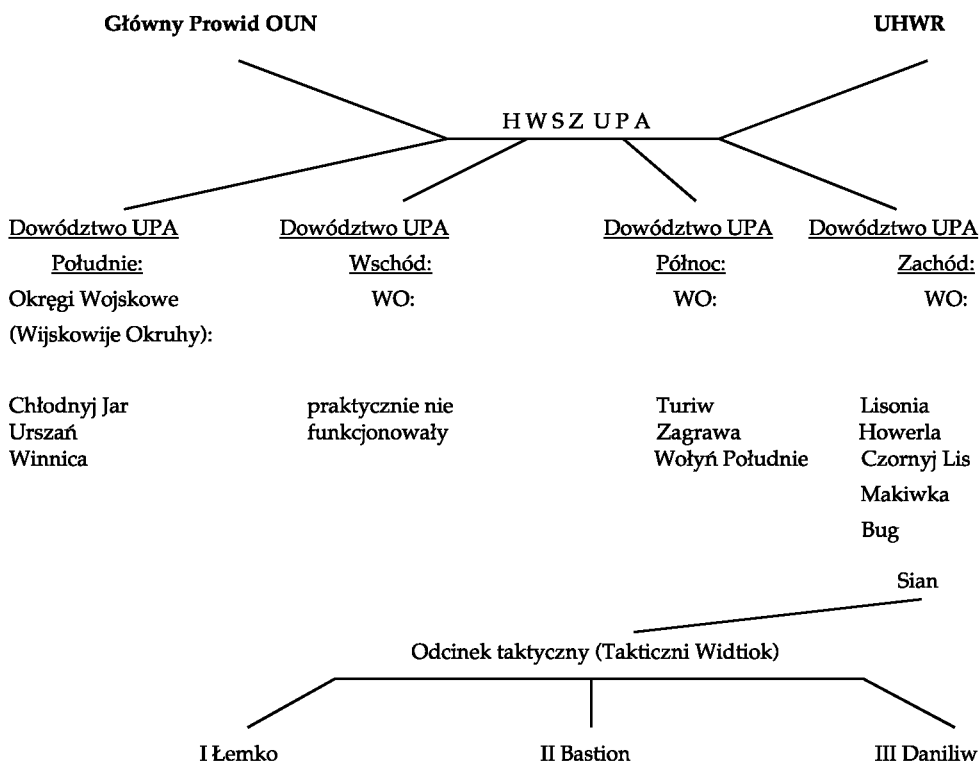 Główny Prowid OUN
UHWR
H W S Z U P A
Dowództwo UPA
Południe:
Okręgi Wojskowe
(Wijskowije Okruhy):
Chłodnyj Jar
Urszań
Winnica
Dowództwo UPA
Wschód:
WO:
praktycznie nie
funkcjonowały
Dowództwo UPA
Północ:
WO:
Turiw
Zagrawa
Wołyń Południe
Dowództwo UPA
Zachód:
WO:
Lisonia
Howerla
Czornyj Lis
Makiwka
Bug
Sian
Odcinek taktyczny (Takticzni Widtiok)
I Łemko
II Bastion
III Daniliw